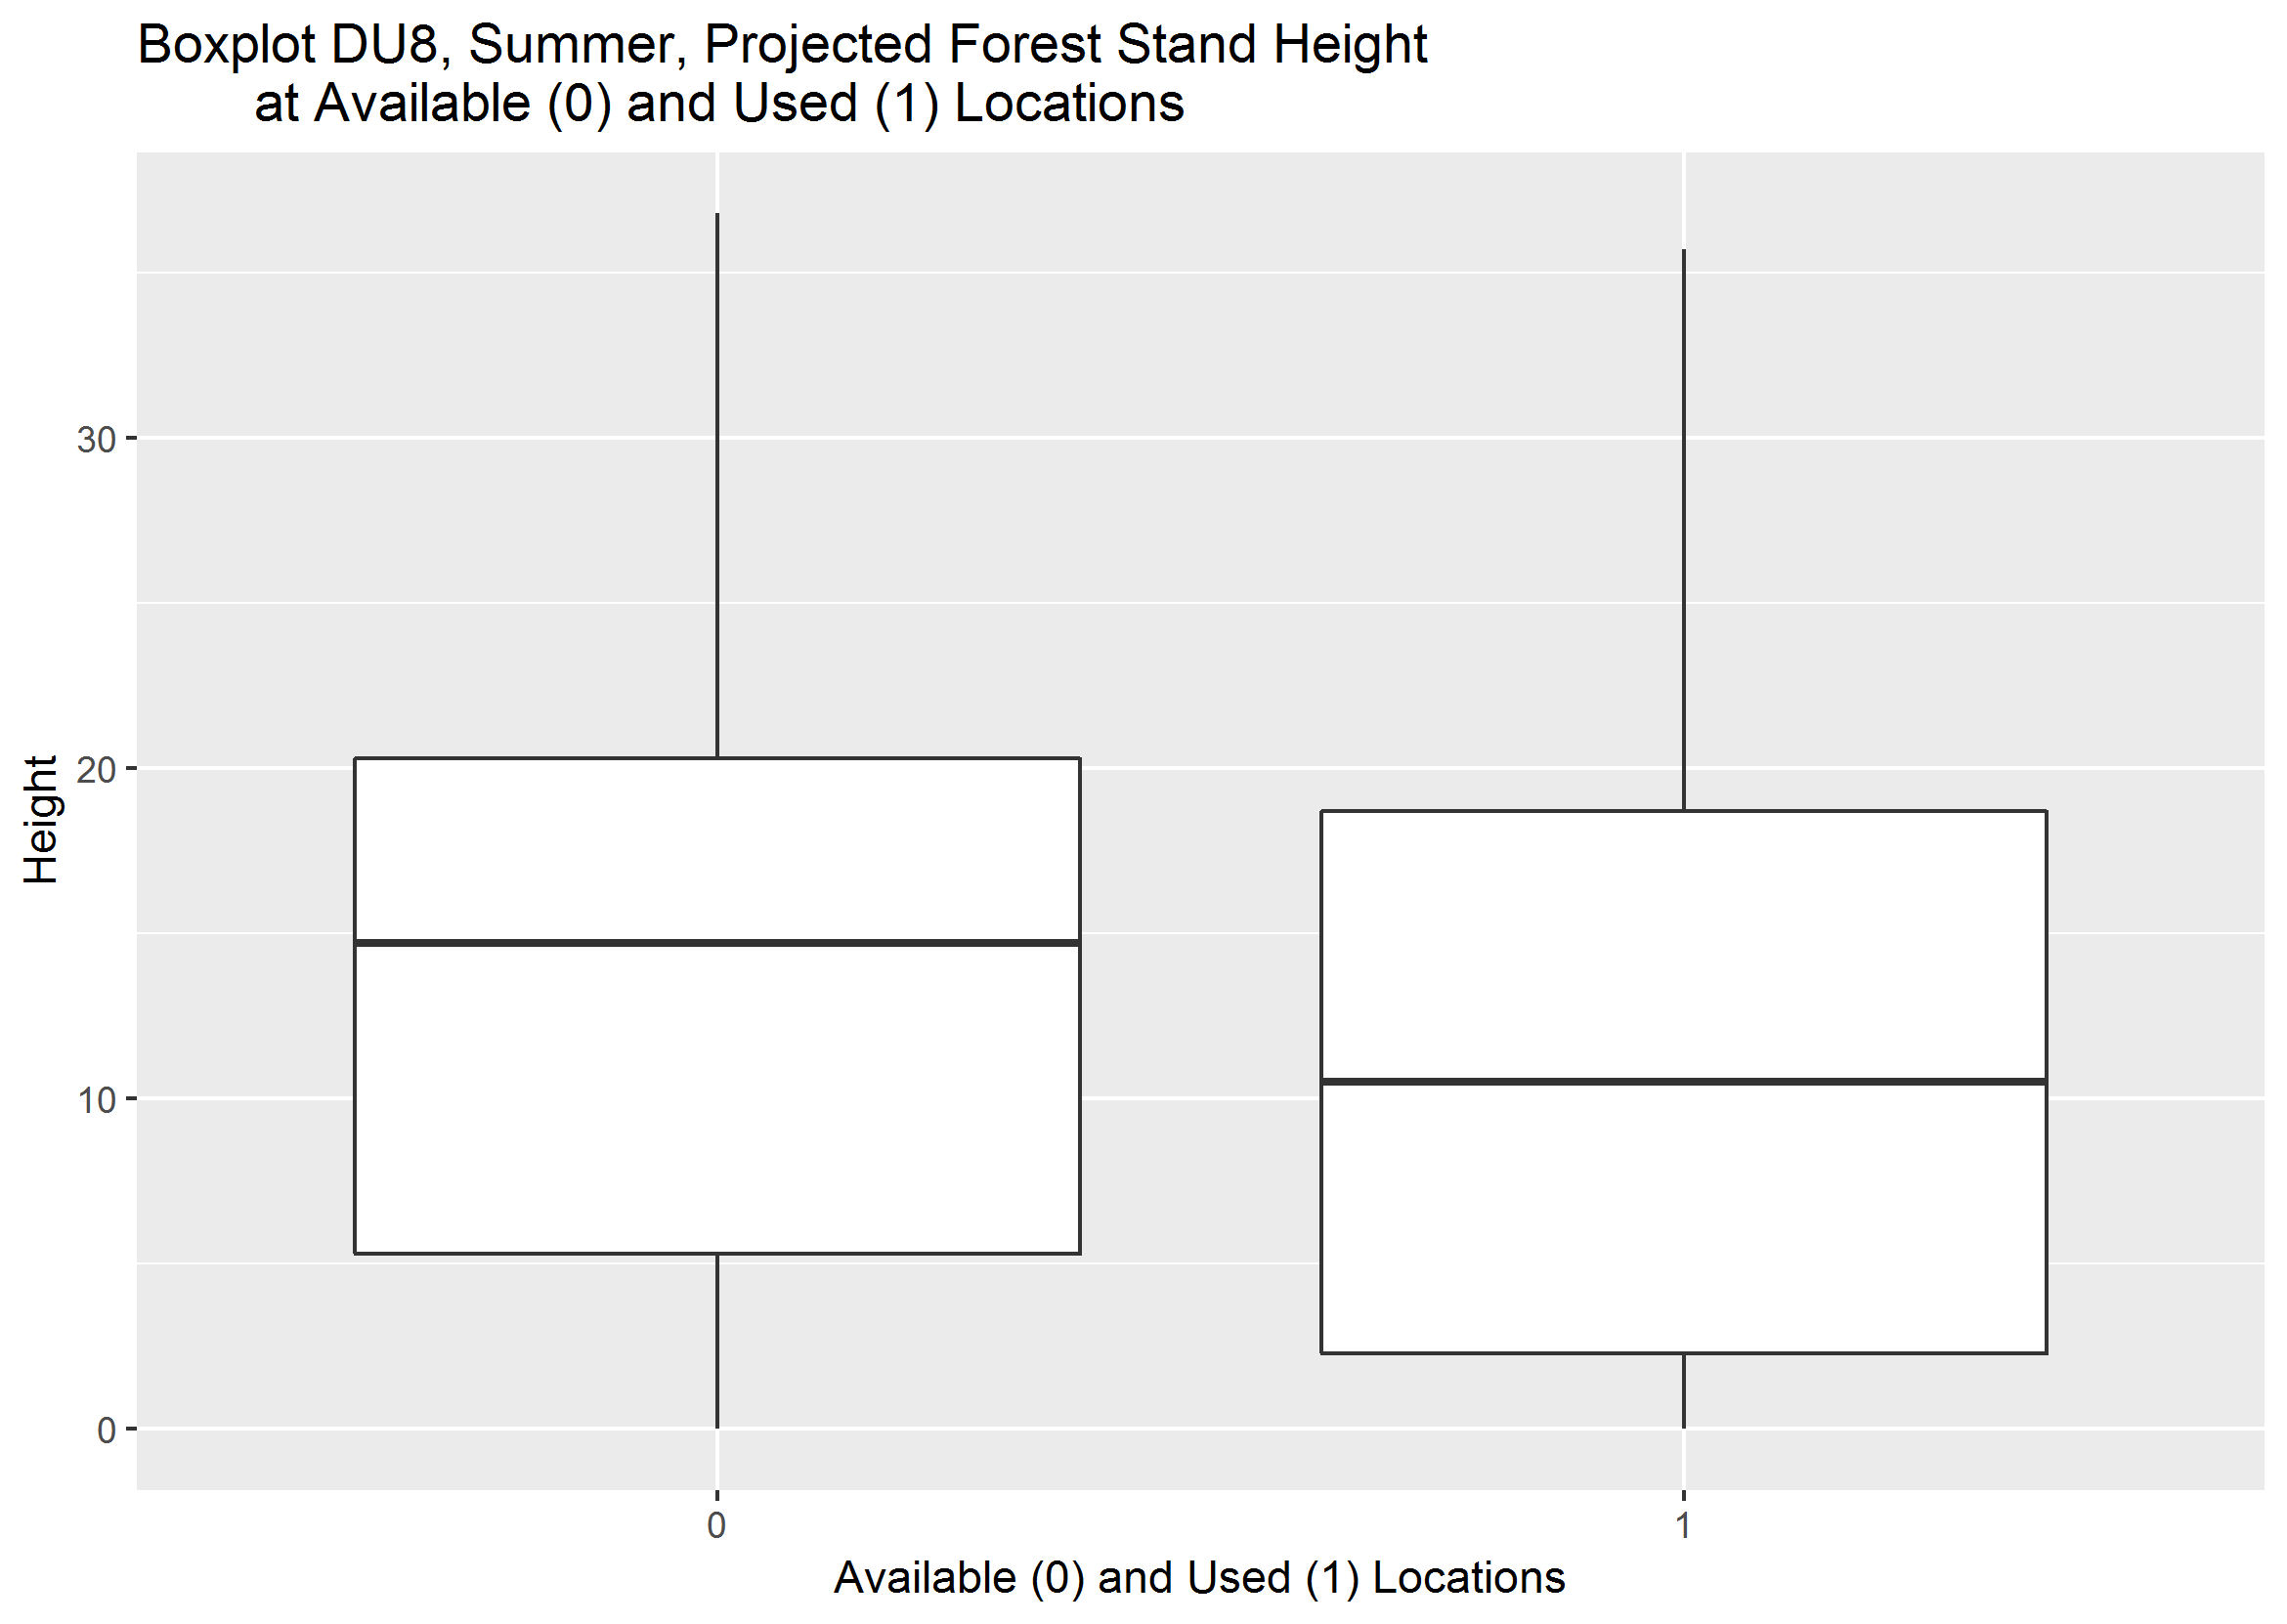 Boxplot DU8, Summer, Projected Forest Stand Height
at Available (0) and Used (1) Locations
Height
30
20
10
0
0
1
Available (0) and Used (1) Locations